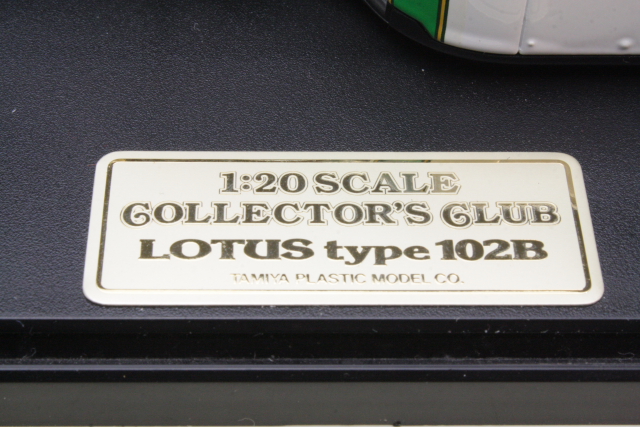 1:20 SCALE
COLLECTOR'S CLUB
LOTUS type 102B
TAMIYA PLASTIC MODEL CO.